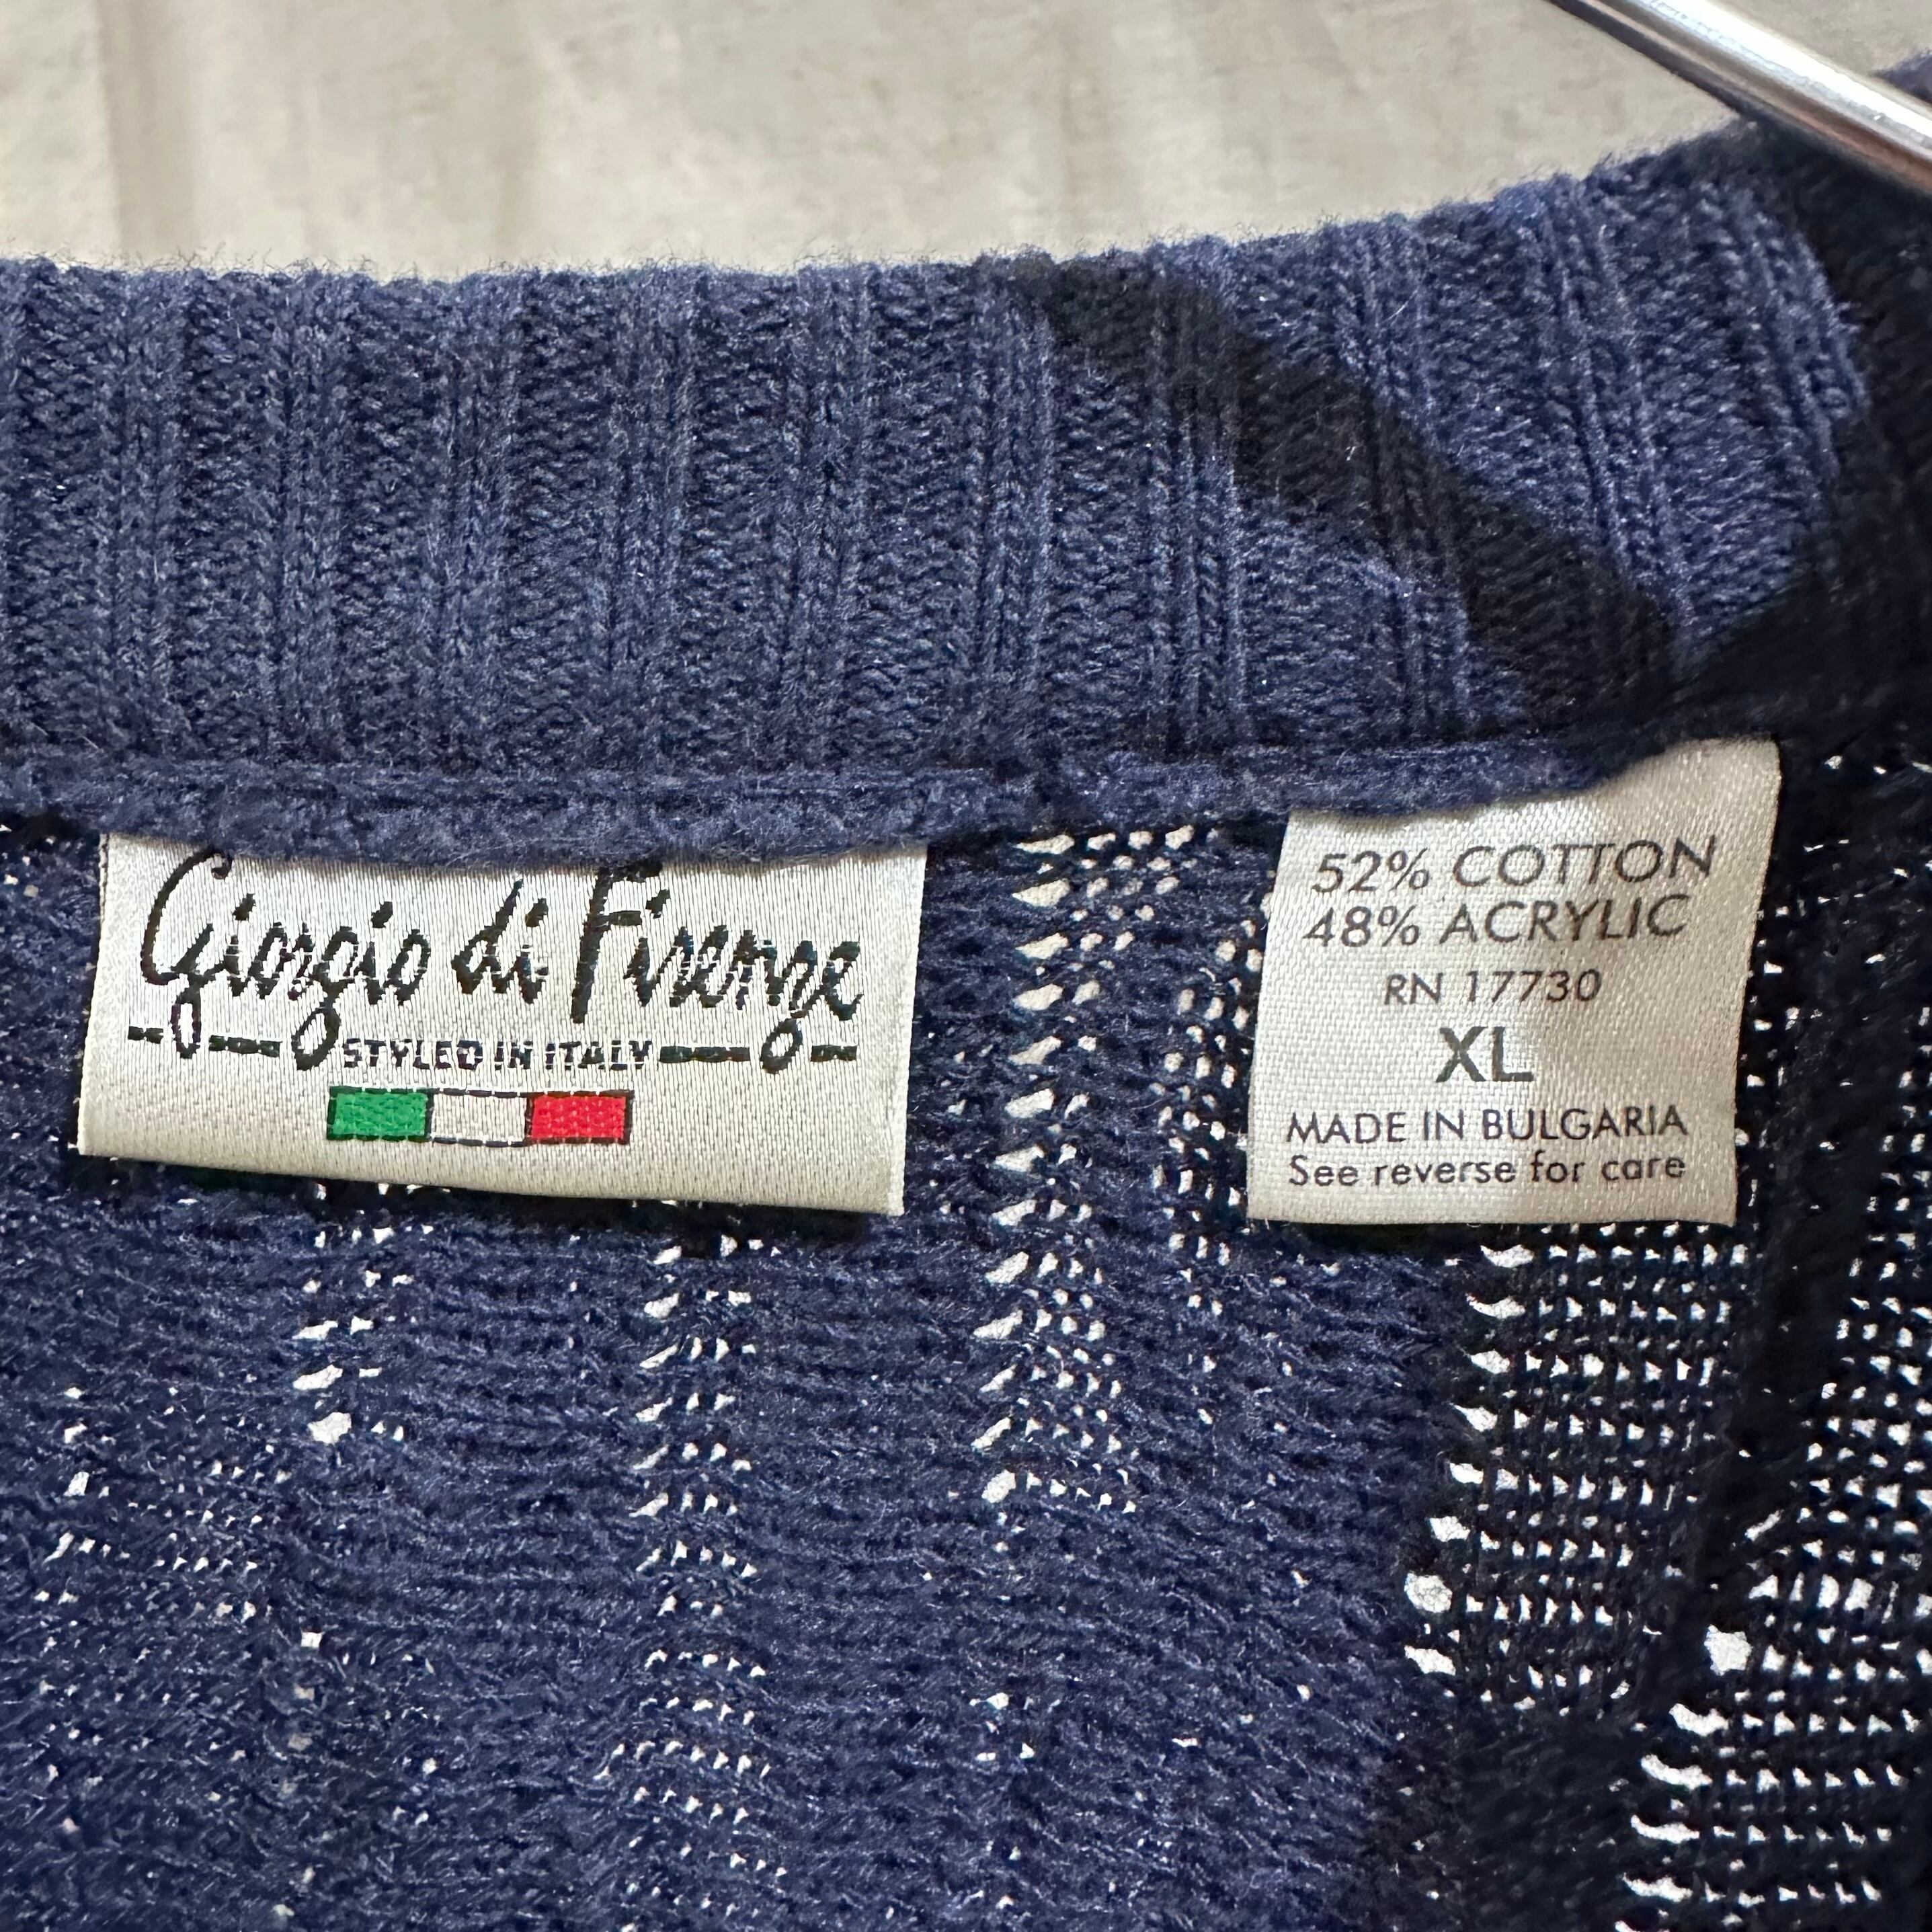 Giorgio di Firenze
STYLED IN ITALY
52% COTTON
48% ACRYLIC
RN 17730
XL
MADE IN BULGARIA
See reverse for care